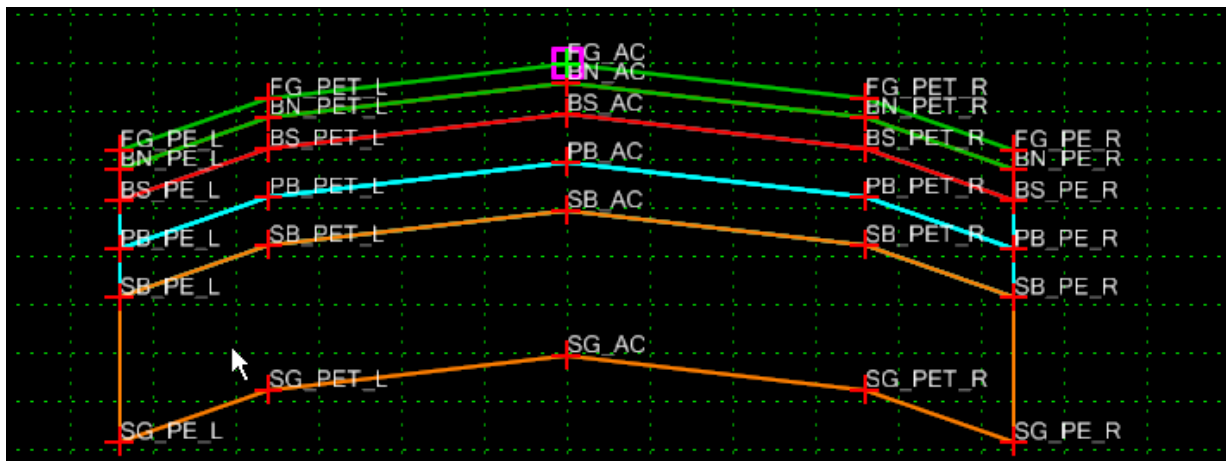 FG_AC
BN_AC
FG_PET_L
FG_PET_R
BN_PET_L
BS_AC
BN_PET_R
FG_PE_L
BS_PET_L
BS_PET_R
FG_PE_R
BN_PE_L
PB_AC
BN_PE_R
BS_PE_L
PB_PET_L
PB_PET_R
BS_PE_R
SB_AC
PB_PE_L
SB_PET_L
SB_PET_R
PB_PE_R
SB_PE_L
SB_PE_R
SG_AC
SG_PET_L
SG_PET_R
SG_PE_L
SG_PE_R